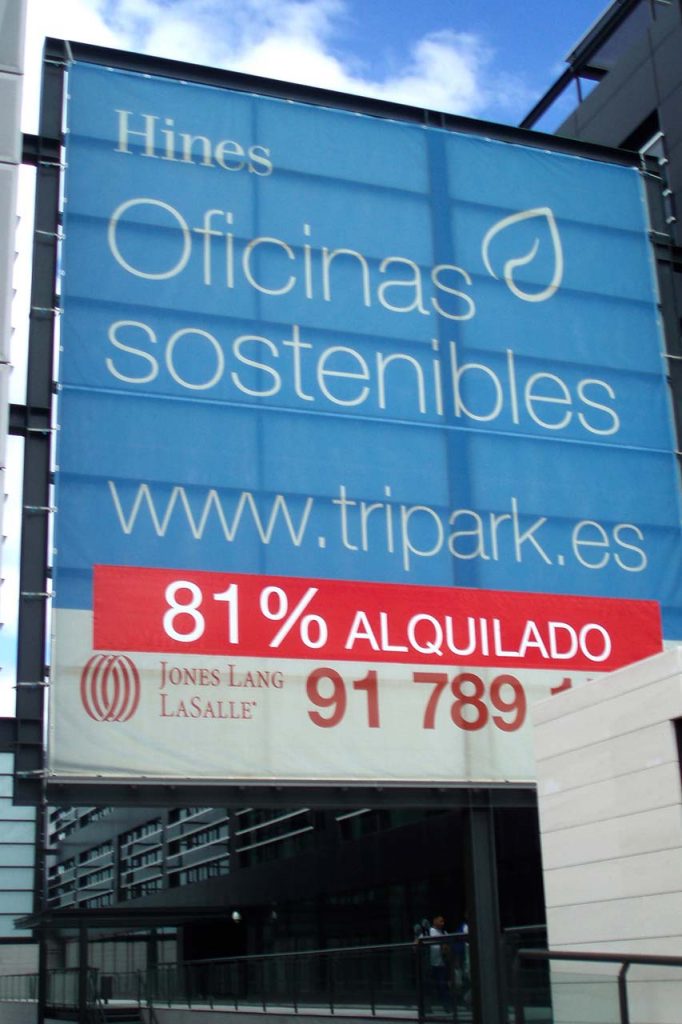 Hines
Oficinas
sostenibles
www.tripark.es
81% ALQUILADO
JONES LANG
LASALLE
91 789